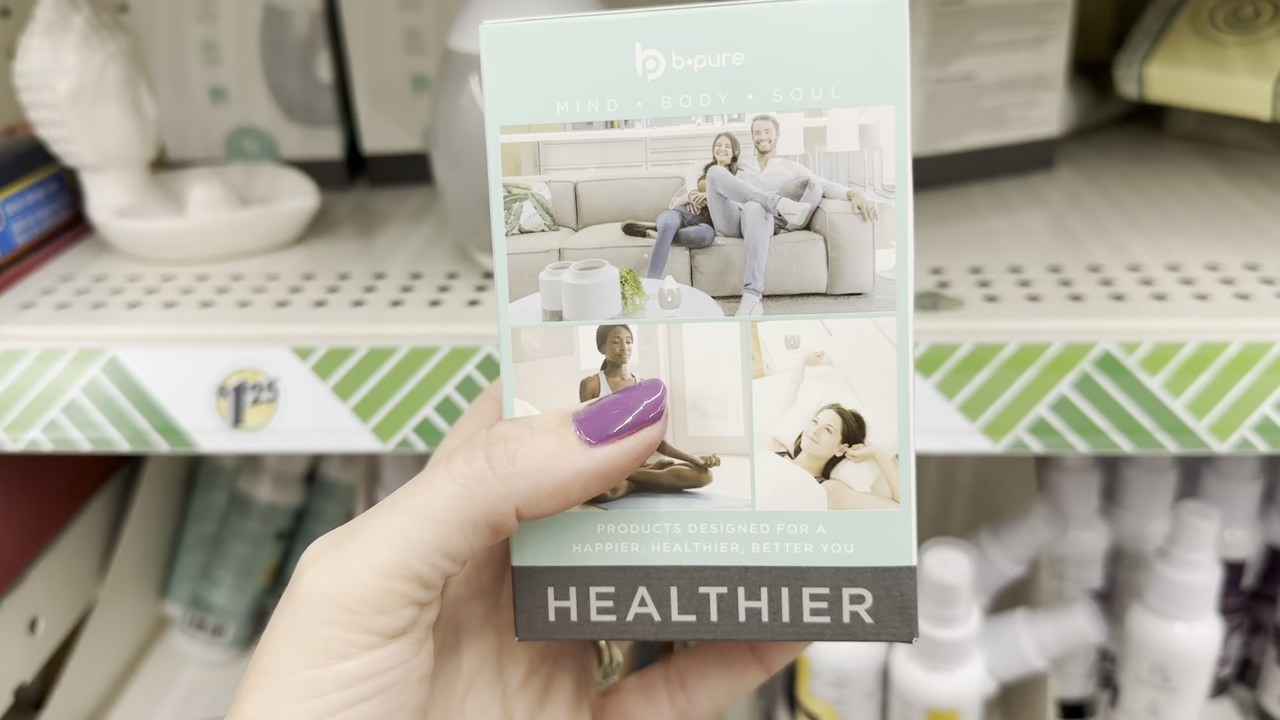 b•pure
MIND • BODY • SOUL
$1.25
PRODUCTS DESIGNED FOR A
HAPPIER, HEALTHIER, BETTER YOU
HEALTHIER